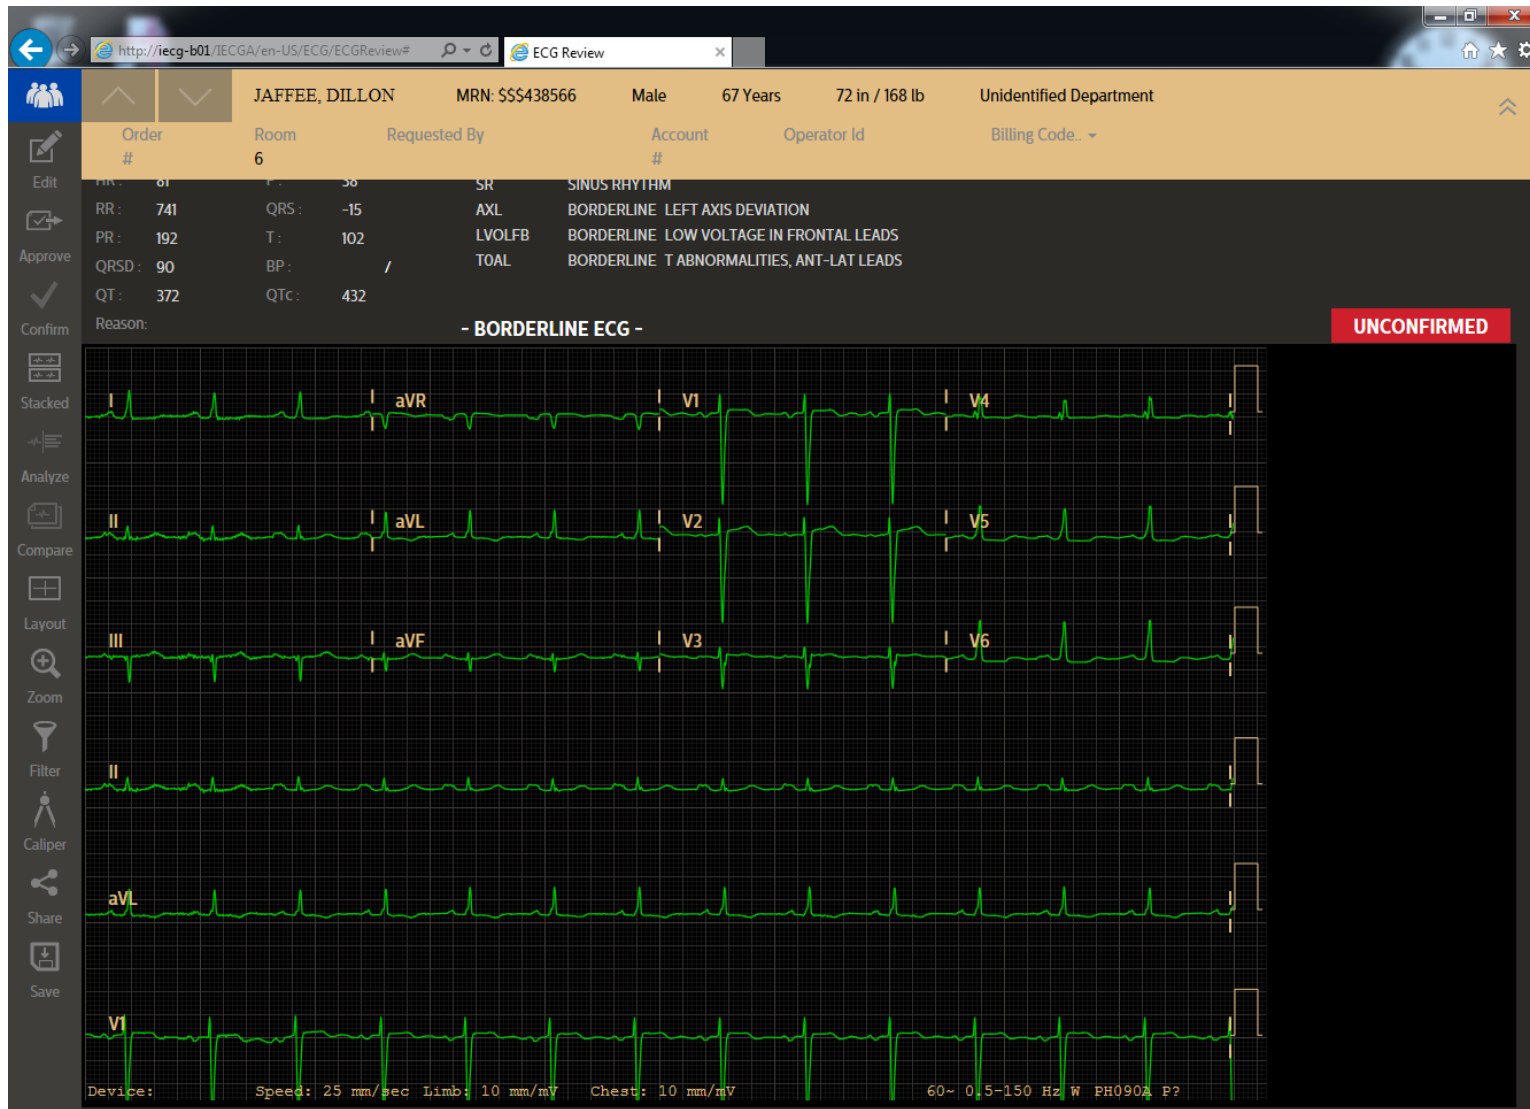 http://iecg-b01/IECGA/en-US/ECG/ECGReview#
ECG Review
JAFFEE, DILLON MRN: $$$438566 Male 67 Years 72 in / 168 lb Unidentified Department
Order Room Requested By Account Operator Id Billing Code..
# 6 #
HR: 81 P: 38 SR SINUS RHYTHM
RR: 741 QRS: -15 AXL BORDERLINE LEFT AXIS DEVIATION
PR: 192 T: 102 LVOLFB BORDERLINE LOW VOLTAGE IN FRONTAL LEADS
QRSD: 90 BP: / T0AL BORDERLINE T ABNORMALITIES, ANT-LAT LEADS
QT: 372 QTc: 432
Reason: - BORDERLINE ECG - UNCONFIRMED
Edit
Approve
Confirm
Stacked
Analyze
Compare
Layout
Zoom
Filter
Caliper
Share
Save
I aVR V1 V4
II aVL V2 V5
III aVF V3 V6
II
aVL
V1
Device: Speed: 25 mm/sec Limb: 10 mm/mV Chest: 10 mm/mV 60~ 0.5-150 Hz W PH090A P?